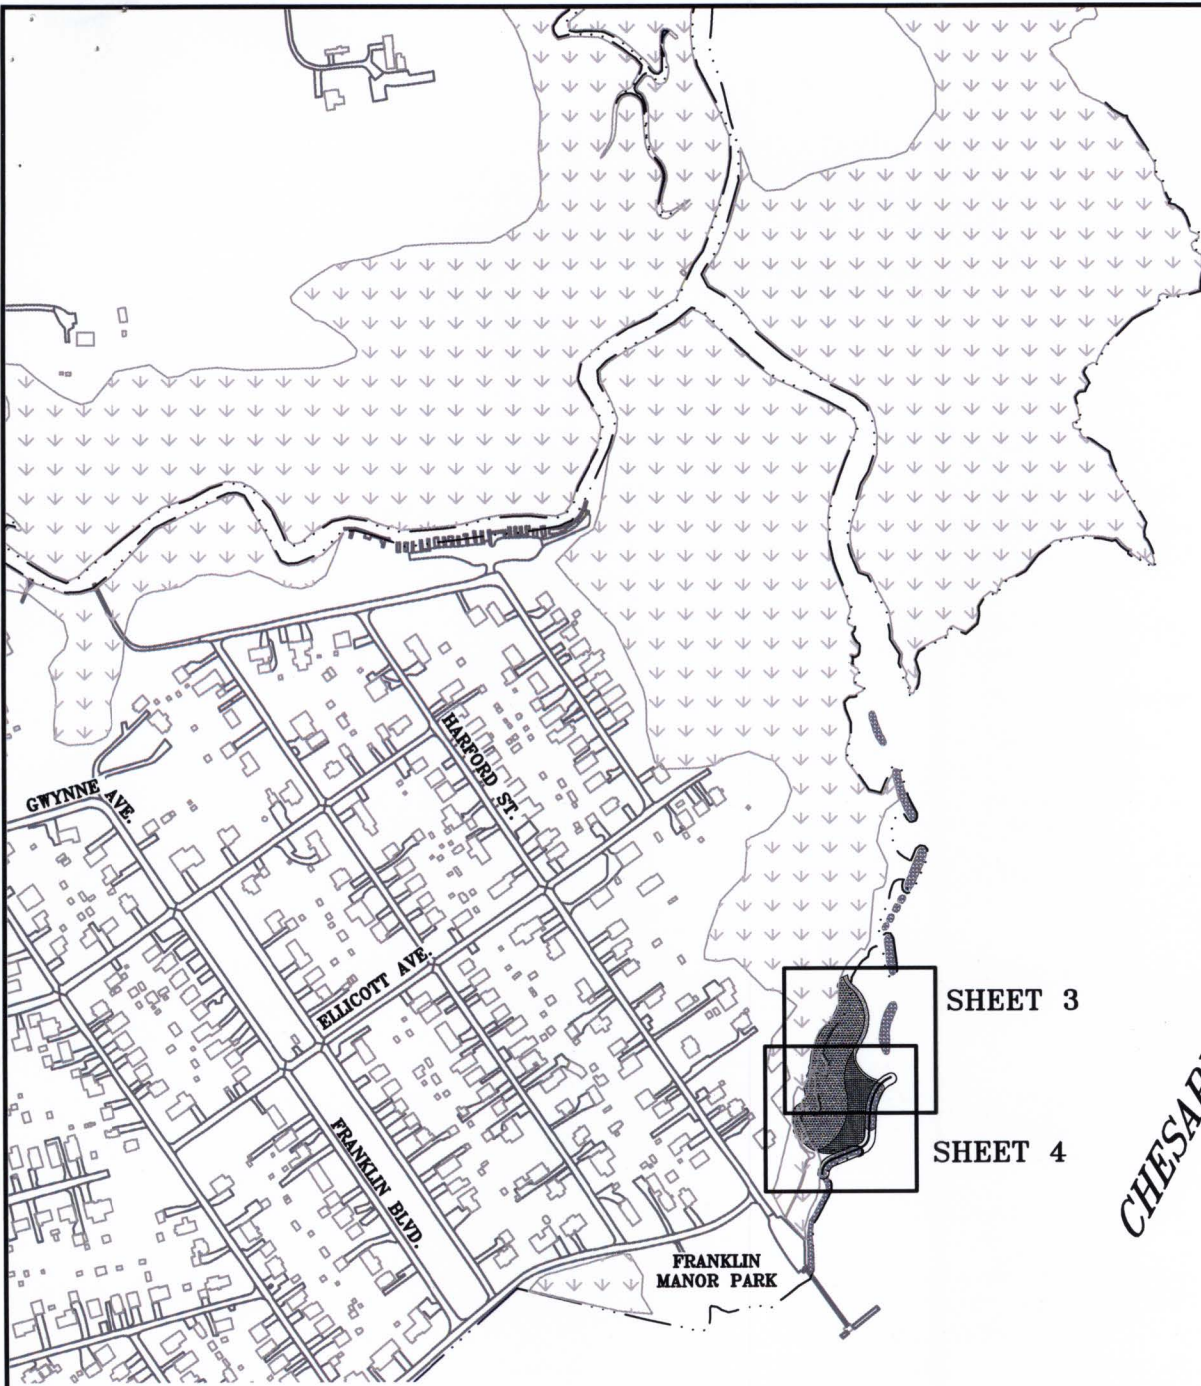 HARFORD ST.
GWYNNE AVE.
ELLICOTT AVE.
SHEET 3
SHEET 4
FRANKLIN BLVD.
FRANKLIN
MANOR PARK